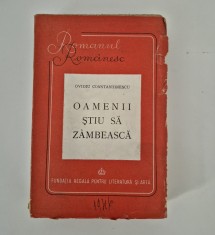 Romanul
Românesc
OVIDIU CONSTANTINESCU
OAMENII
ȘTIU SĂ
ZÂMBEASCĂ
FUNDAȚIA REGALĂ PENTRU LITERATURĂ ȘI ARTĂ